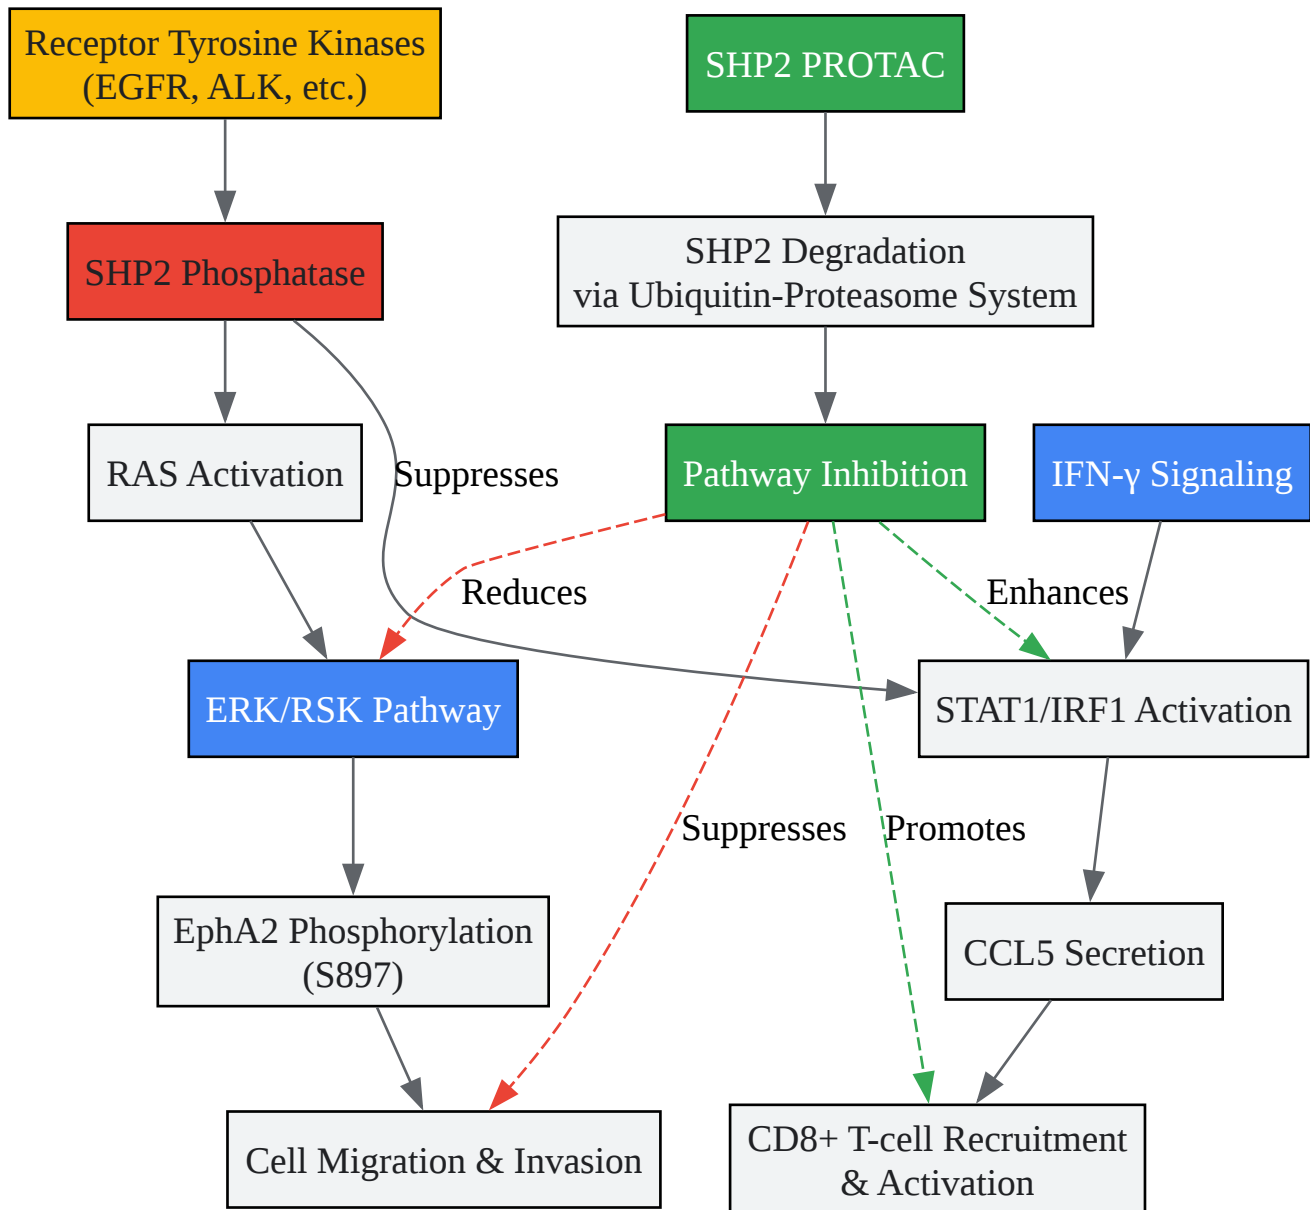 Receptor Tyrosine Kinases
(EGFR, ALK, etc.)
SHP2 PROTAC
SHP2 Phosphatase
SHP2 Degradation
via Ubiquitin-Proteasome System
RAS Activation
Suppresses
Pathway Inhibition
IFN-γ Signaling
Reduces
Enhances
ERK/RSK Pathway
STAT1/IRF1 Activation
Suppresses
Promotes
EphA2 Phosphorylation
(S897)
CCL5 Secretion
Cell Migration & Invasion
CD8+ T-cell Recruitment
& Activation